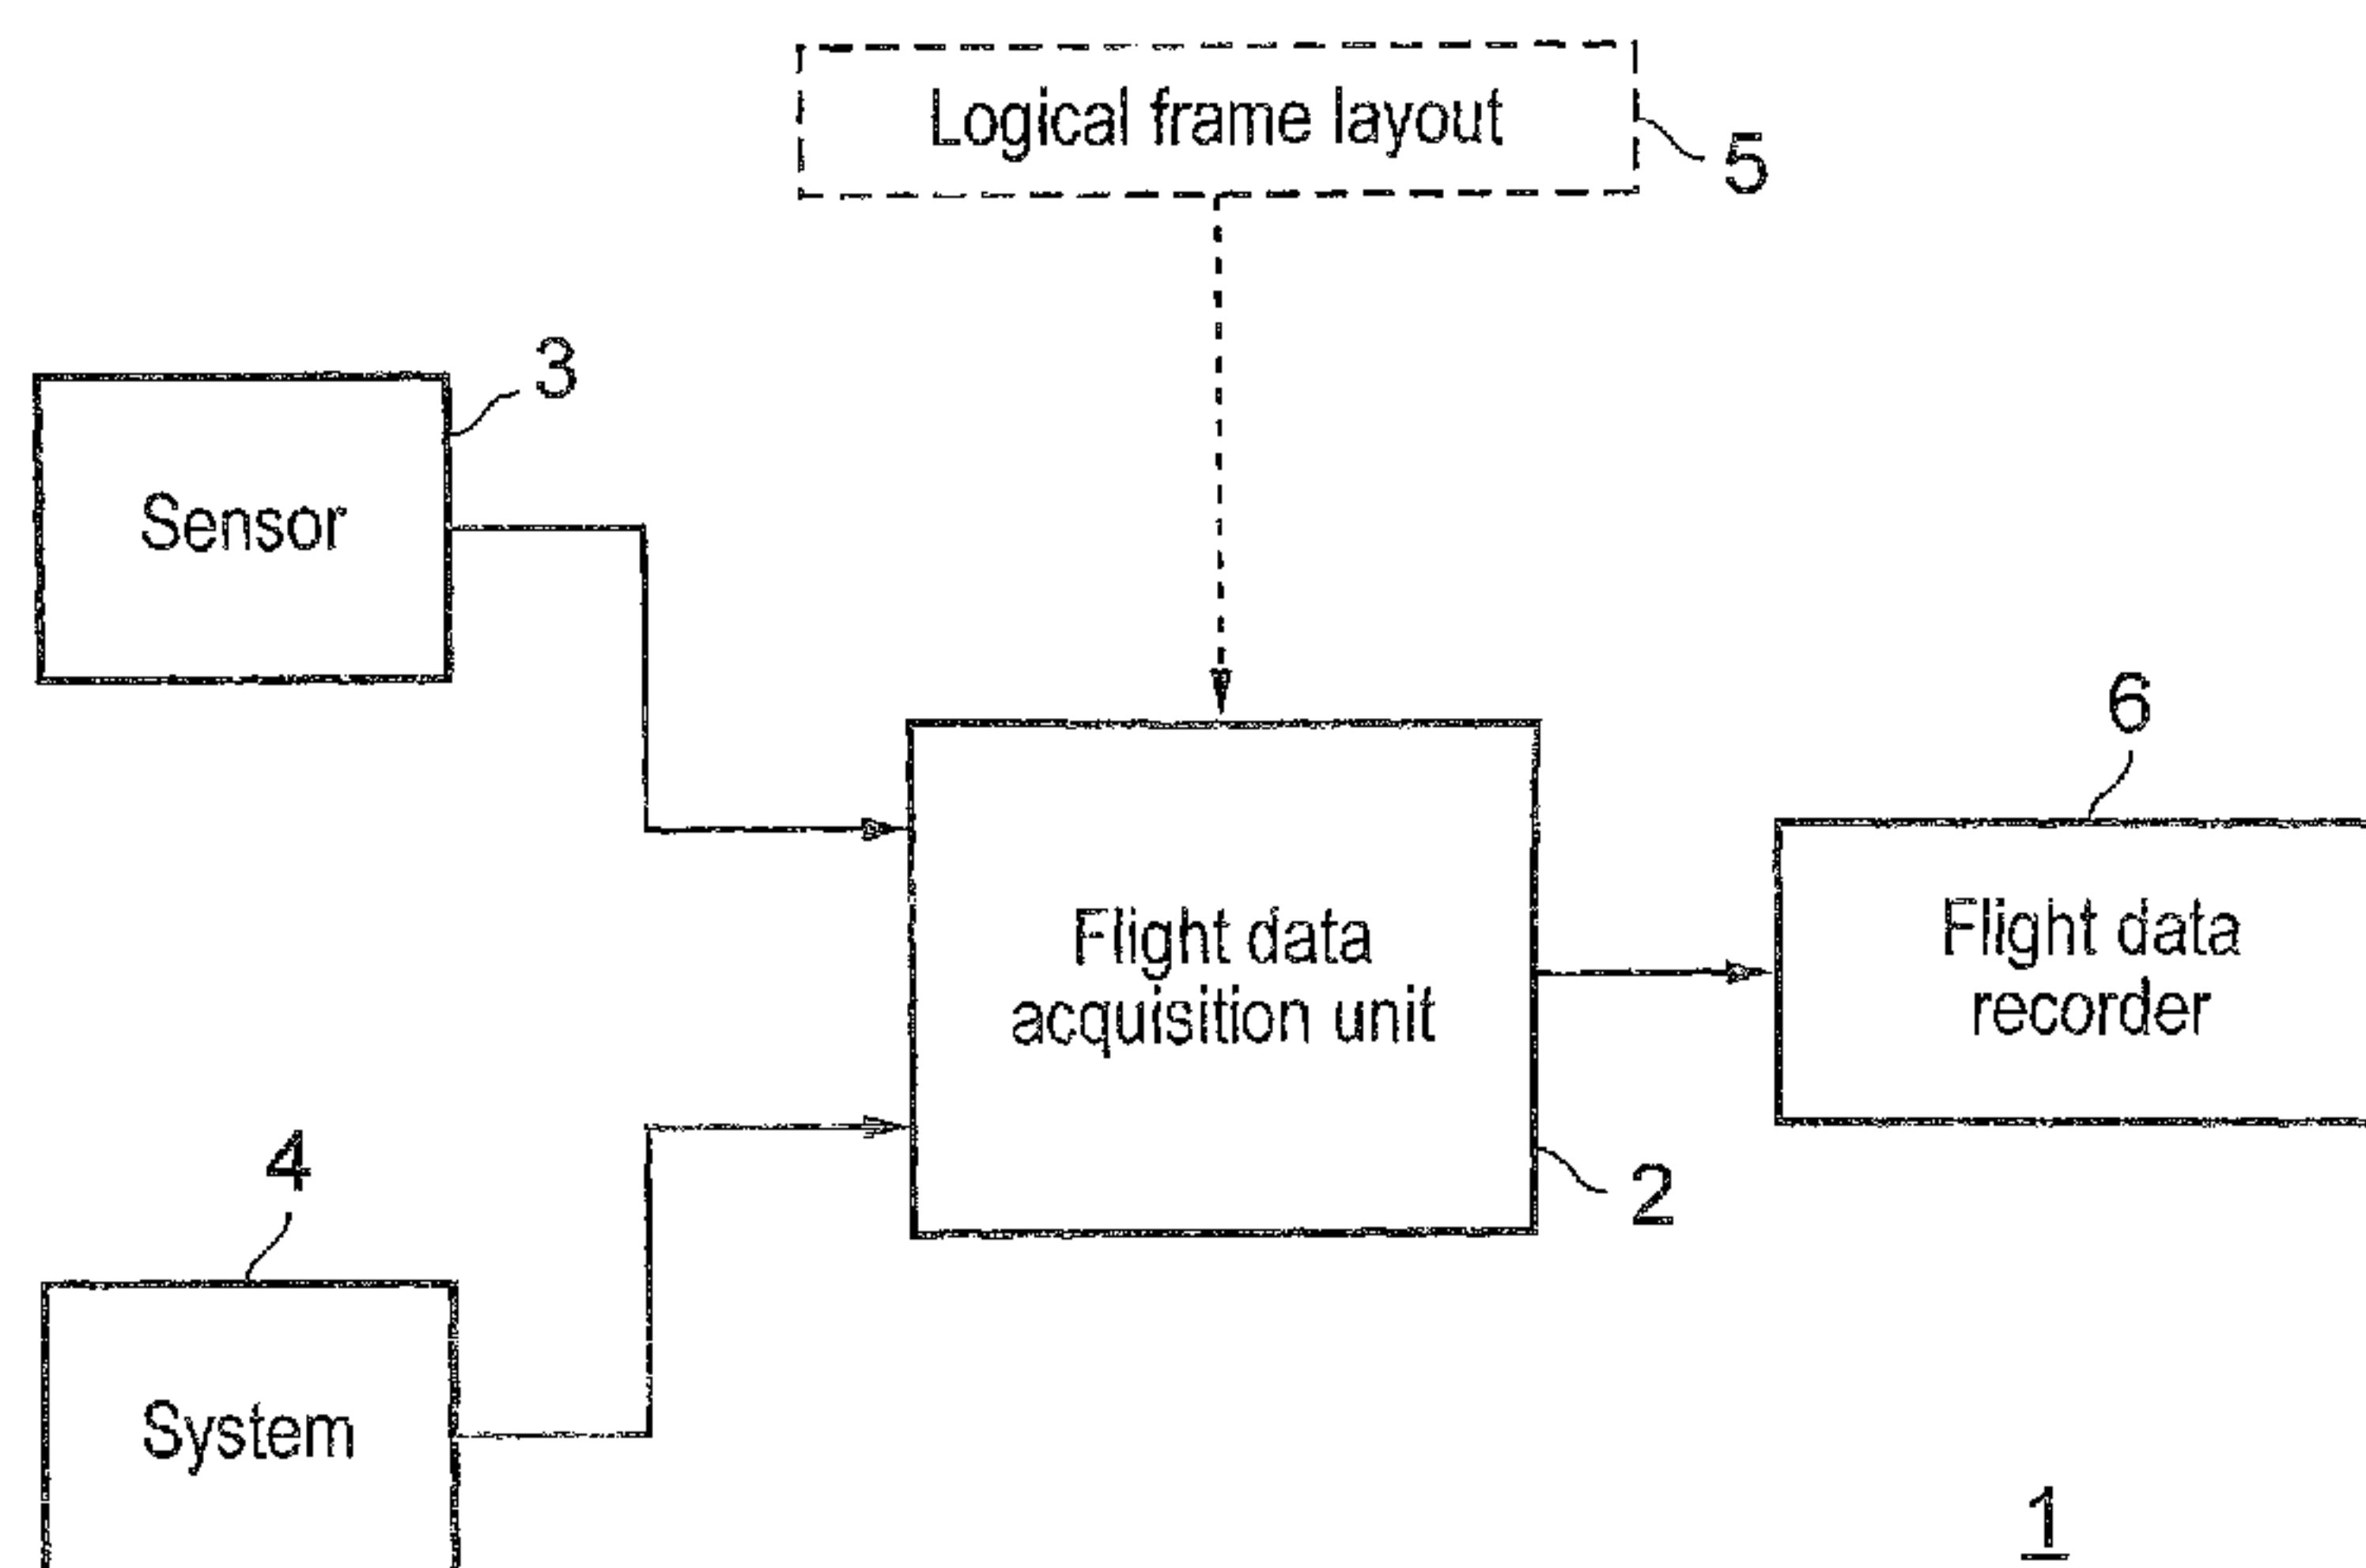 Logical frame layout
5
3
Sensor
6
Flight data
acquisition unit
Flight data
recorder
4
2
System
1